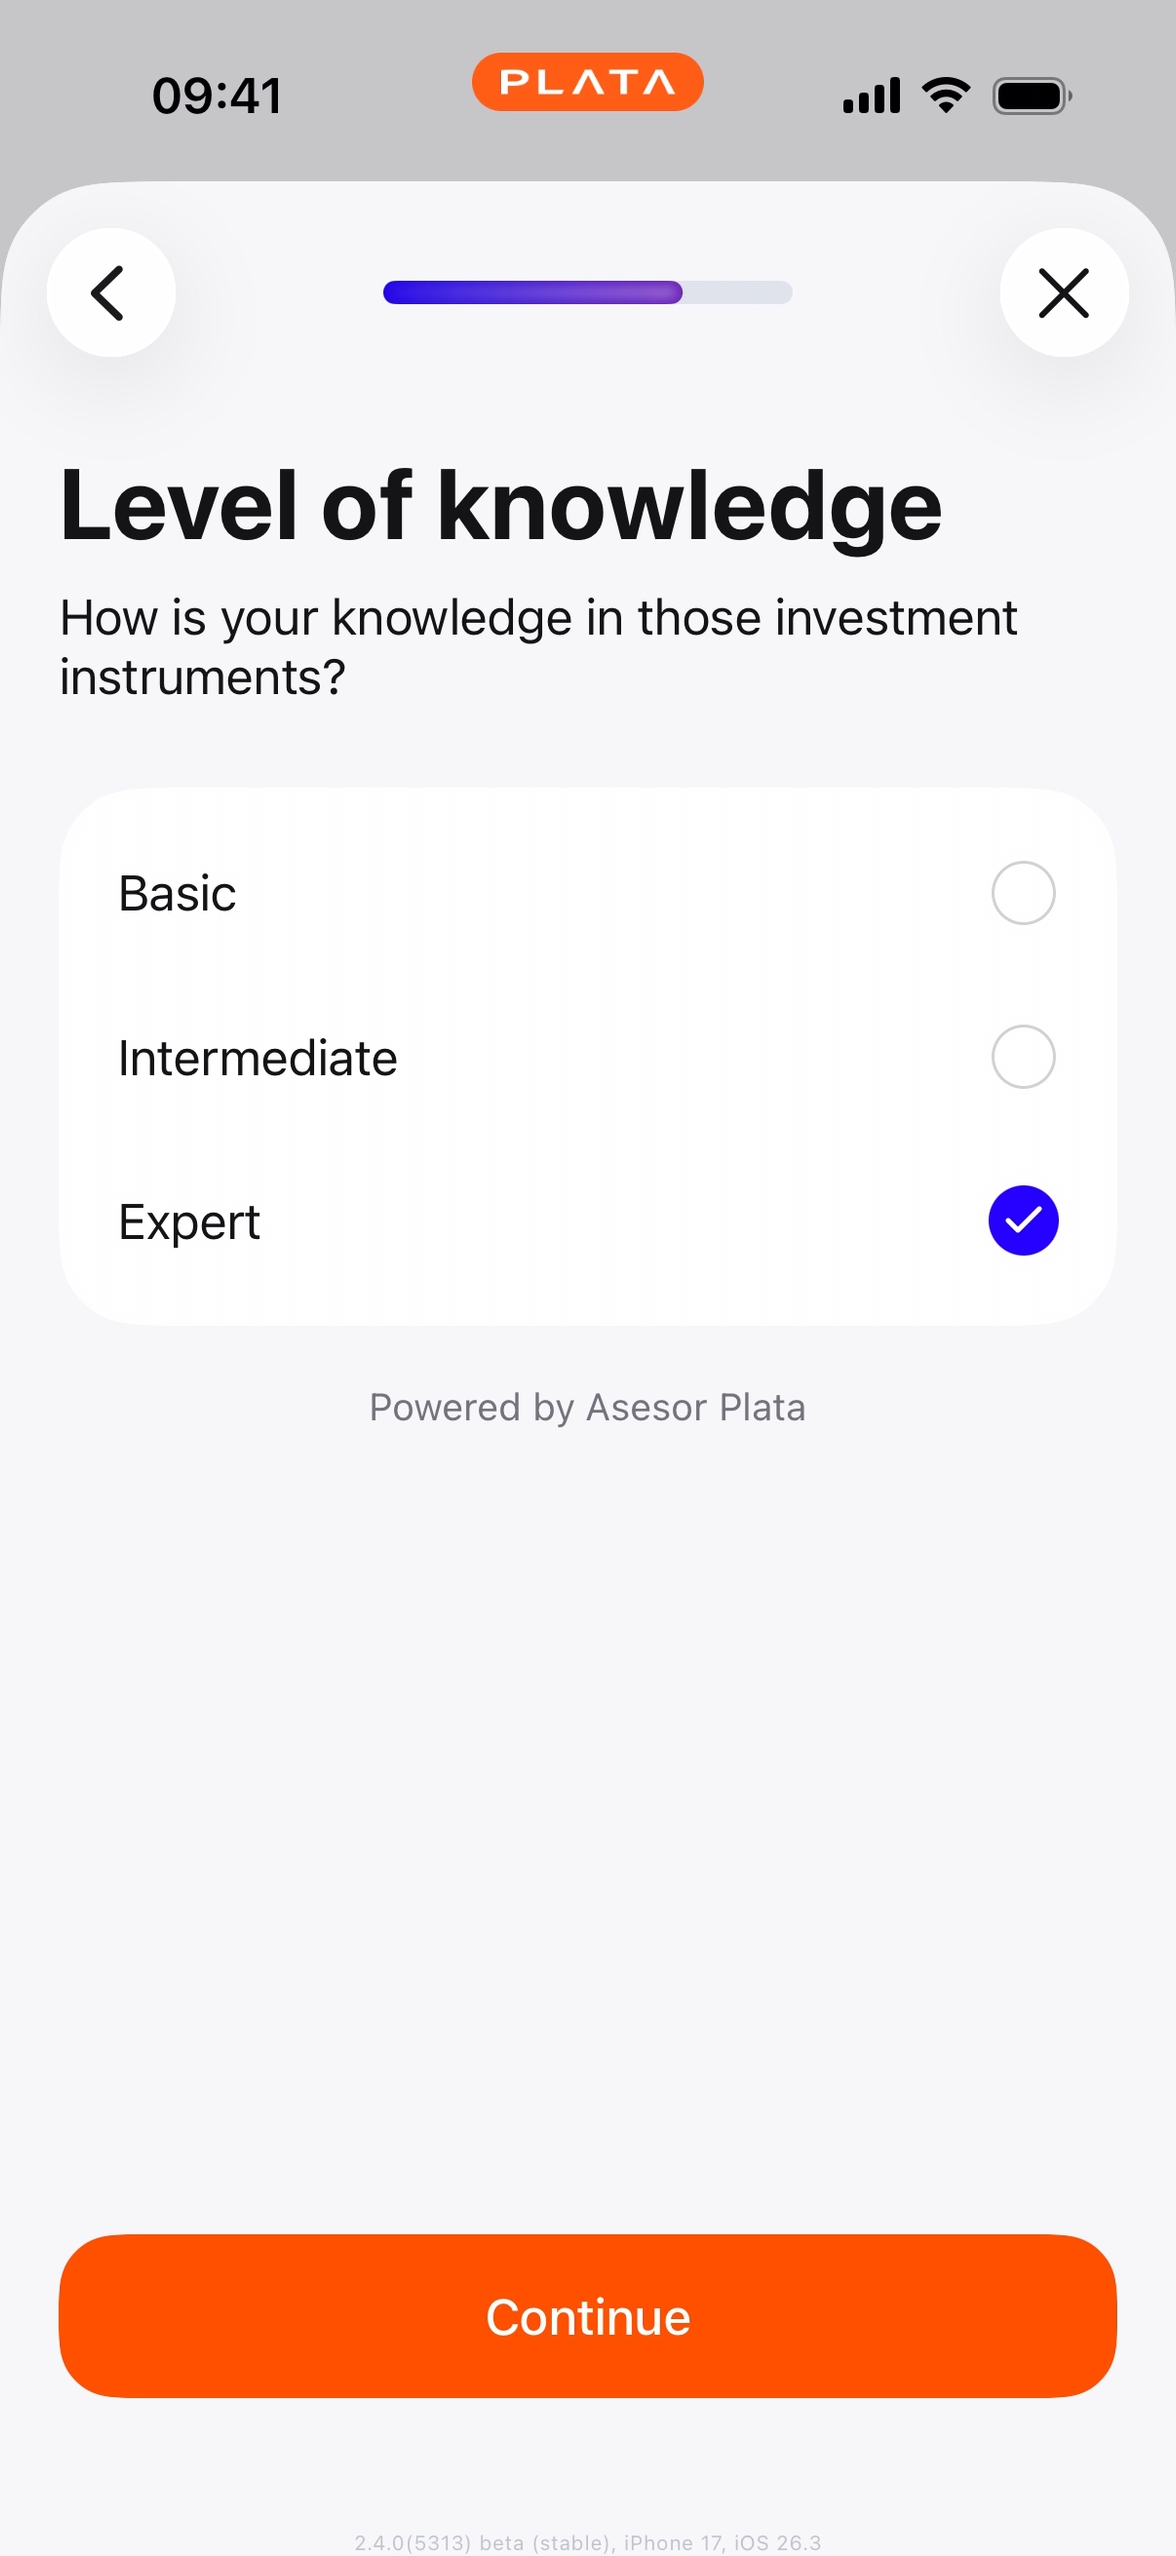 09:41
PLATA
Level of knowledge
How is your knowledge in those investment
instruments?
Basic
Intermediate
Expert
Powered by Asesor Plata
Continue
2.4.0(5313) beta (stable), iPhone 17, iOS 26.3